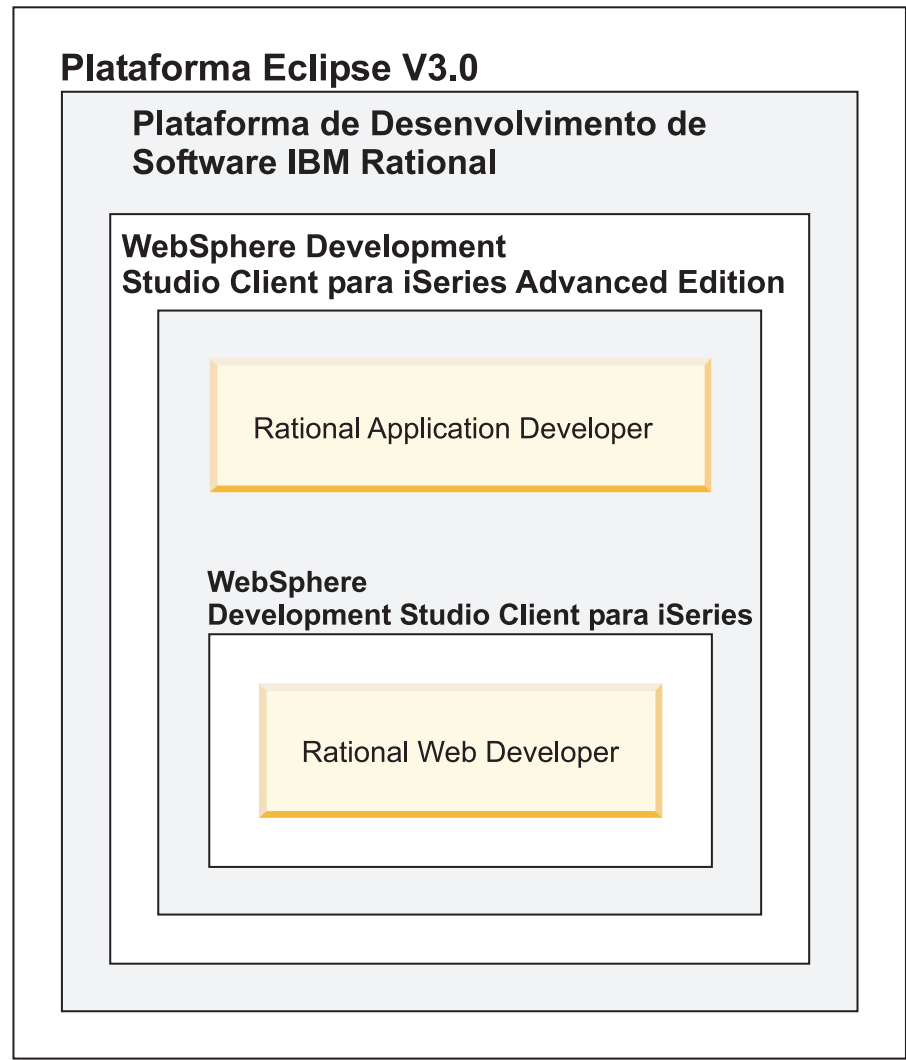 Plataforma Eclipse V3.0
Plataforma de Desenvolvimento de
Software IBM Rational
WebSphere Development
Studio Client para iSeries Advanced Edition
Rational Application Developer
WebSphere
Development Studio Client para iSeries
Rational Web Developer